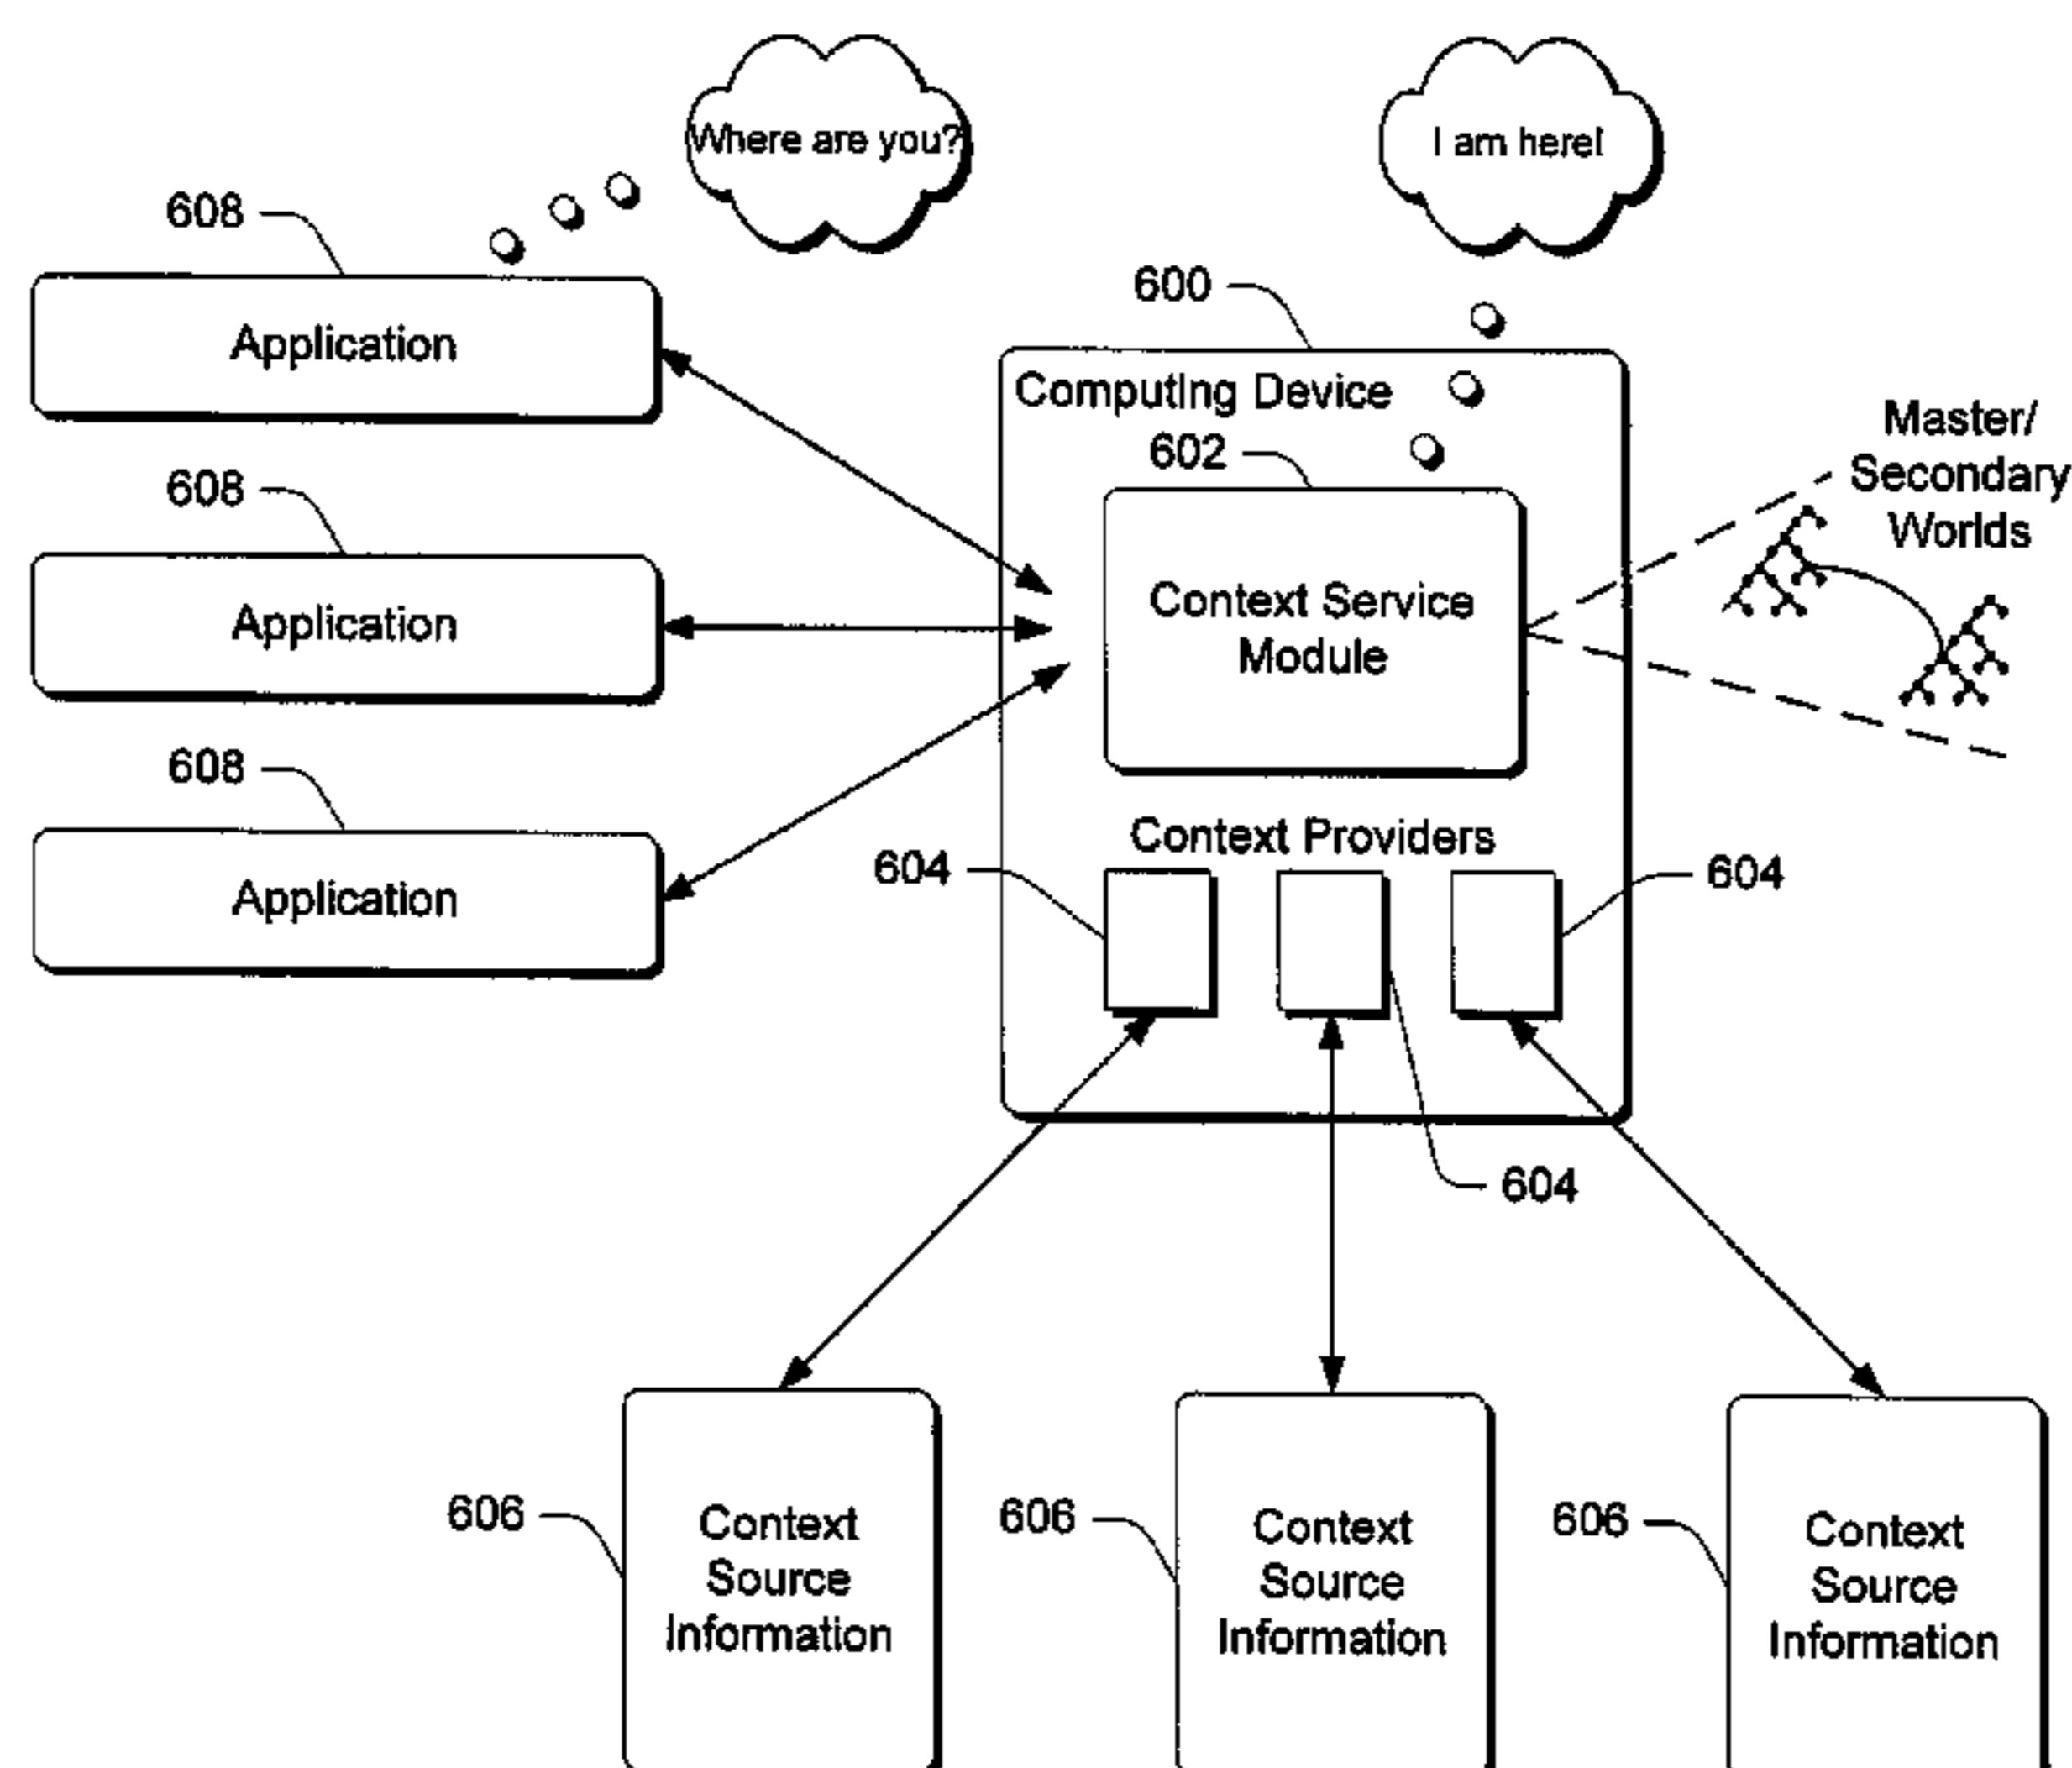 Where are you?
I am here!
608
600
Application
Computing Device
Master/
Secondary
Worlds
602
608
Context Service
Module
Application
608
Context Providers
604
604
Application
604
606
Context
Source
Information
606
Context
Source
Information
606
Context
Source
Information